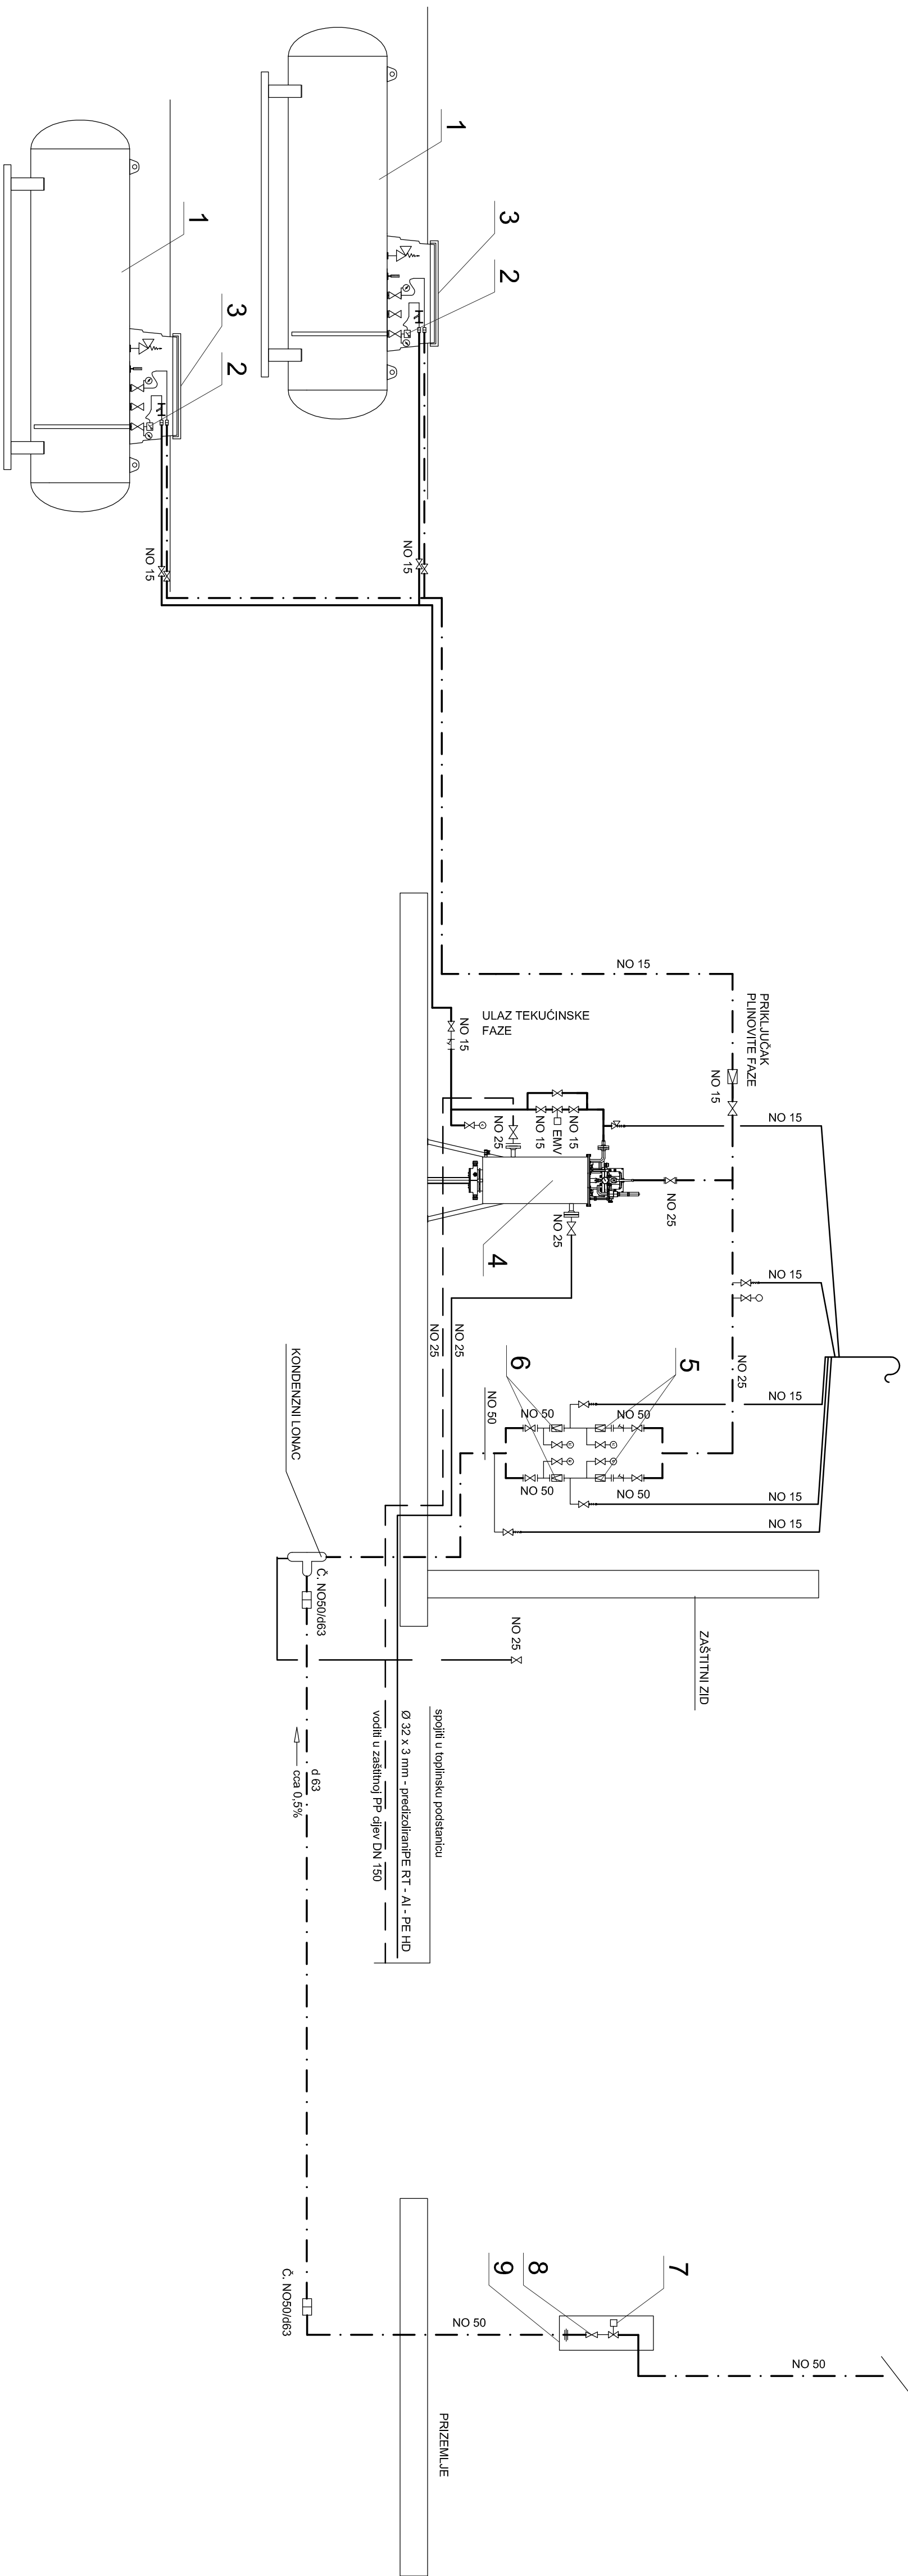 1
3
2
1
3
2
NO 15
NO 15
NO 15
PRIKLJUČAK
PLINOVITE FAZE
NO 15
ULAZ TEKUĆINSKE
FAZE
NO 15
NO 15
NO 15
NO 15
EMV
NO 25
NO 25
NO 25
4
NO 15
NO 25
NO 25
NO 25
5
6
NO 15
NO 50
NO 50
NO 50
NO 50
NO 50
NO 15
NO 15
KONDENZNI LONAC
Č. NO50/d63
NO 25
ZAŠTITNI ZID
spojiti u toplinsku podstanicu
Ø 32 x 3 mm - predizoliraniPE RT - Al - PE HD
voditi u zaštitnoj PP cijev DN 150
d 63
cca 0,5%
Č. NO50/d63
NO 50
7
8
9
NO 50
PRIZEMLJE